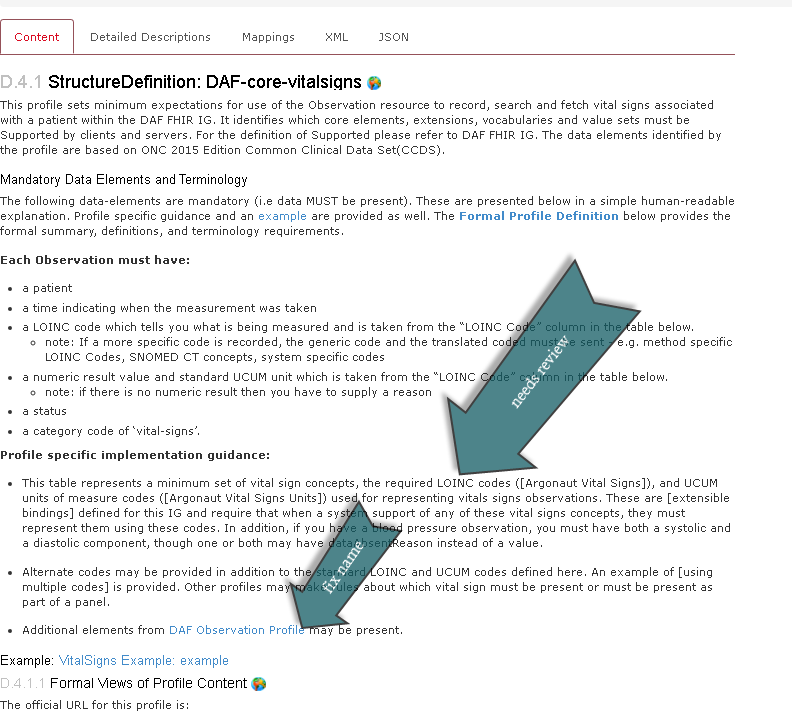 Content Detailed Descriptions Mappings XML JSON
D.4.1 StructureDefinition: DAF-core-vitalsigns
This profile sets minimum expectations for use of the Observation resource to record, search and fetch vital signs associated
with a patient within the DAF FHIR IG. It identifies which core elements, extensions, vocabularies and value sets must be
Supported by clients and servers. For the definition of Supported please refer to DAF FHIR IG. The data elements identified by
the profile are based on ONC 2015 Edition Common Clinical Data Set(CCDS).
Mandatory Data Elements and Terminology
The following data-elements are mandatory (i.e data MUST be present). These are presented below in a simple human-readable
explanation. Profile specific guidance and an example are provided as well. The Formal Profile Definition below provides the
formal summary, definitions, and terminology requirements.
Each Observation must have:
• a patient
• a time indicating when the measurement was taken
• a LOINC code which tells you what is being measured and is taken from the “LOINC Code” column in the table below.
◦ note: If a more specific code is recorded, the generic code and the translated coded must be sent - e.g. method specific
LOINC Codes, SNOMED CT concepts, system specific codes
• a numeric result value and standard UCUM unit which is taken from the “LOINC Code” column in the table below.
◦ note: if there is no numeric result then you have to supply a reason
• a status
• a category code of ‘vital-signs’.
needs review
Profile specific implementation guidance:
• This table represents a minimum set of vital sign concepts, the required LOINC codes ([Argonaut Vital Signs]), and UCUM
units of measure codes ([Argonaut Vital Signs Units]) used for representing vitals signs observations. These are [extensible
bindings] defined for this IG and require that when a system support of any of these vital signs concepts, they must
represent them using these codes. In addition, if you have a blood pressure observation, you must have both a systolic and
a diastolic component, though one or both may have dataAbsentReason instead of a value.
• Alternate codes may be provided in addition to the standard LOINC and UCUM codes defined here. An example of [using
multiple codes] is provided. Other profiles may make rules about which vital sign must be present or must be present as
part of a panel.
fix name
• Additional elements from DAF Observation Profile may be present.
Example: VitalSigns Example: example
D.4.1.1 Formal Views of Profile Content
The official URL for this profile is: